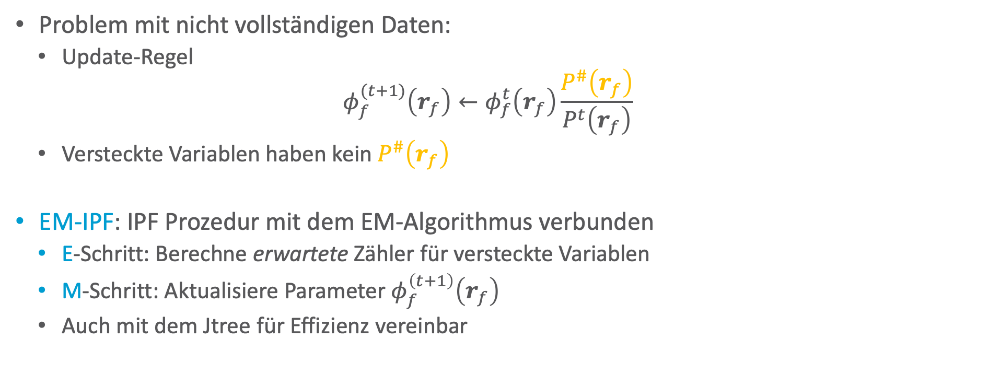 • Problem mit nicht vollständigen Daten:
• Update-Regel
$\phi_f^{(t+1)}(\boldsymbol{r}_f) \leftarrow \phi_f^{t}(\boldsymbol{r}_f) \frac{P^{\#}(\boldsymbol{r}_f)}{P^{t}(\boldsymbol{r}_f)}$
• Versteckte Variablen haben kein $P^{\#}(\boldsymbol{r}_f)$
• EM-IPF: IPF Prozedur mit dem EM-Algorithmus verbunden
• E-Schritt: Berechne erwartete Zähler für versteckte Variablen
• M-Schritt: Aktualisiere Parameter $\phi_f^{(t+1)}(\boldsymbol{r}_f)$
• Auch mit dem Jtree für Effizienz vereinbar